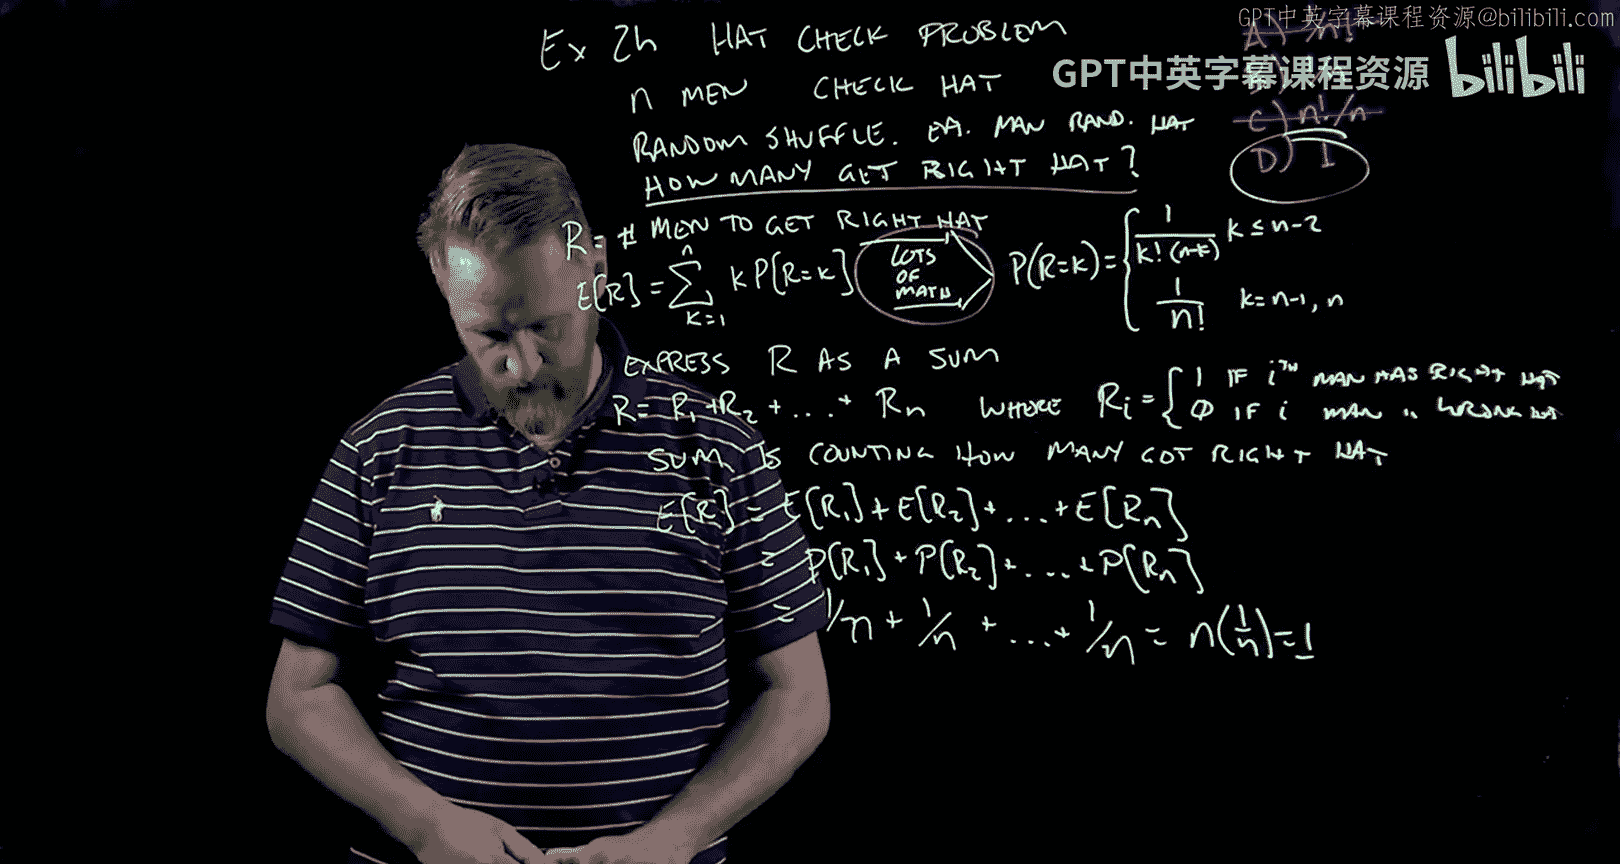 GPT中英字幕课程资源@bilibili.com
GPT中英字幕课程资源 bilibili
Ex 2h HAT CHECK PROBLEM
n MEN CHECK HAT
RANDOM SHUFFLE. EA. MAN RAND. HAT
HOW MANY GET RIGHT HAT?
A) n!
C) n!/n
D) 1
R = # MEN TO GET RIGHT HAT
E[R] = n ∑ k=1 k P[R=k]
LOTS OF MATH
P(R=k) = { 1/k!(n-k) k ≤ n-2
1/n! k = n-1, n
EXPRESS R AS A SUM
R = R₁ + R₂ + ... + Rn WHERE Ri = { 1 IF iTH MAN HAS RIGHT HAT
0 IF i MAN " WRONG HA
SUM IS COUNTING HOW MANY GOT RIGHT HAT
E[R] = E[R₁] + E[R₂] + ... + E[Rn]
= P[R₁] + P[R₂] + .... + P[Rn]
= 1/n + 1/n + ... + 1/n = n(1/n) = 1